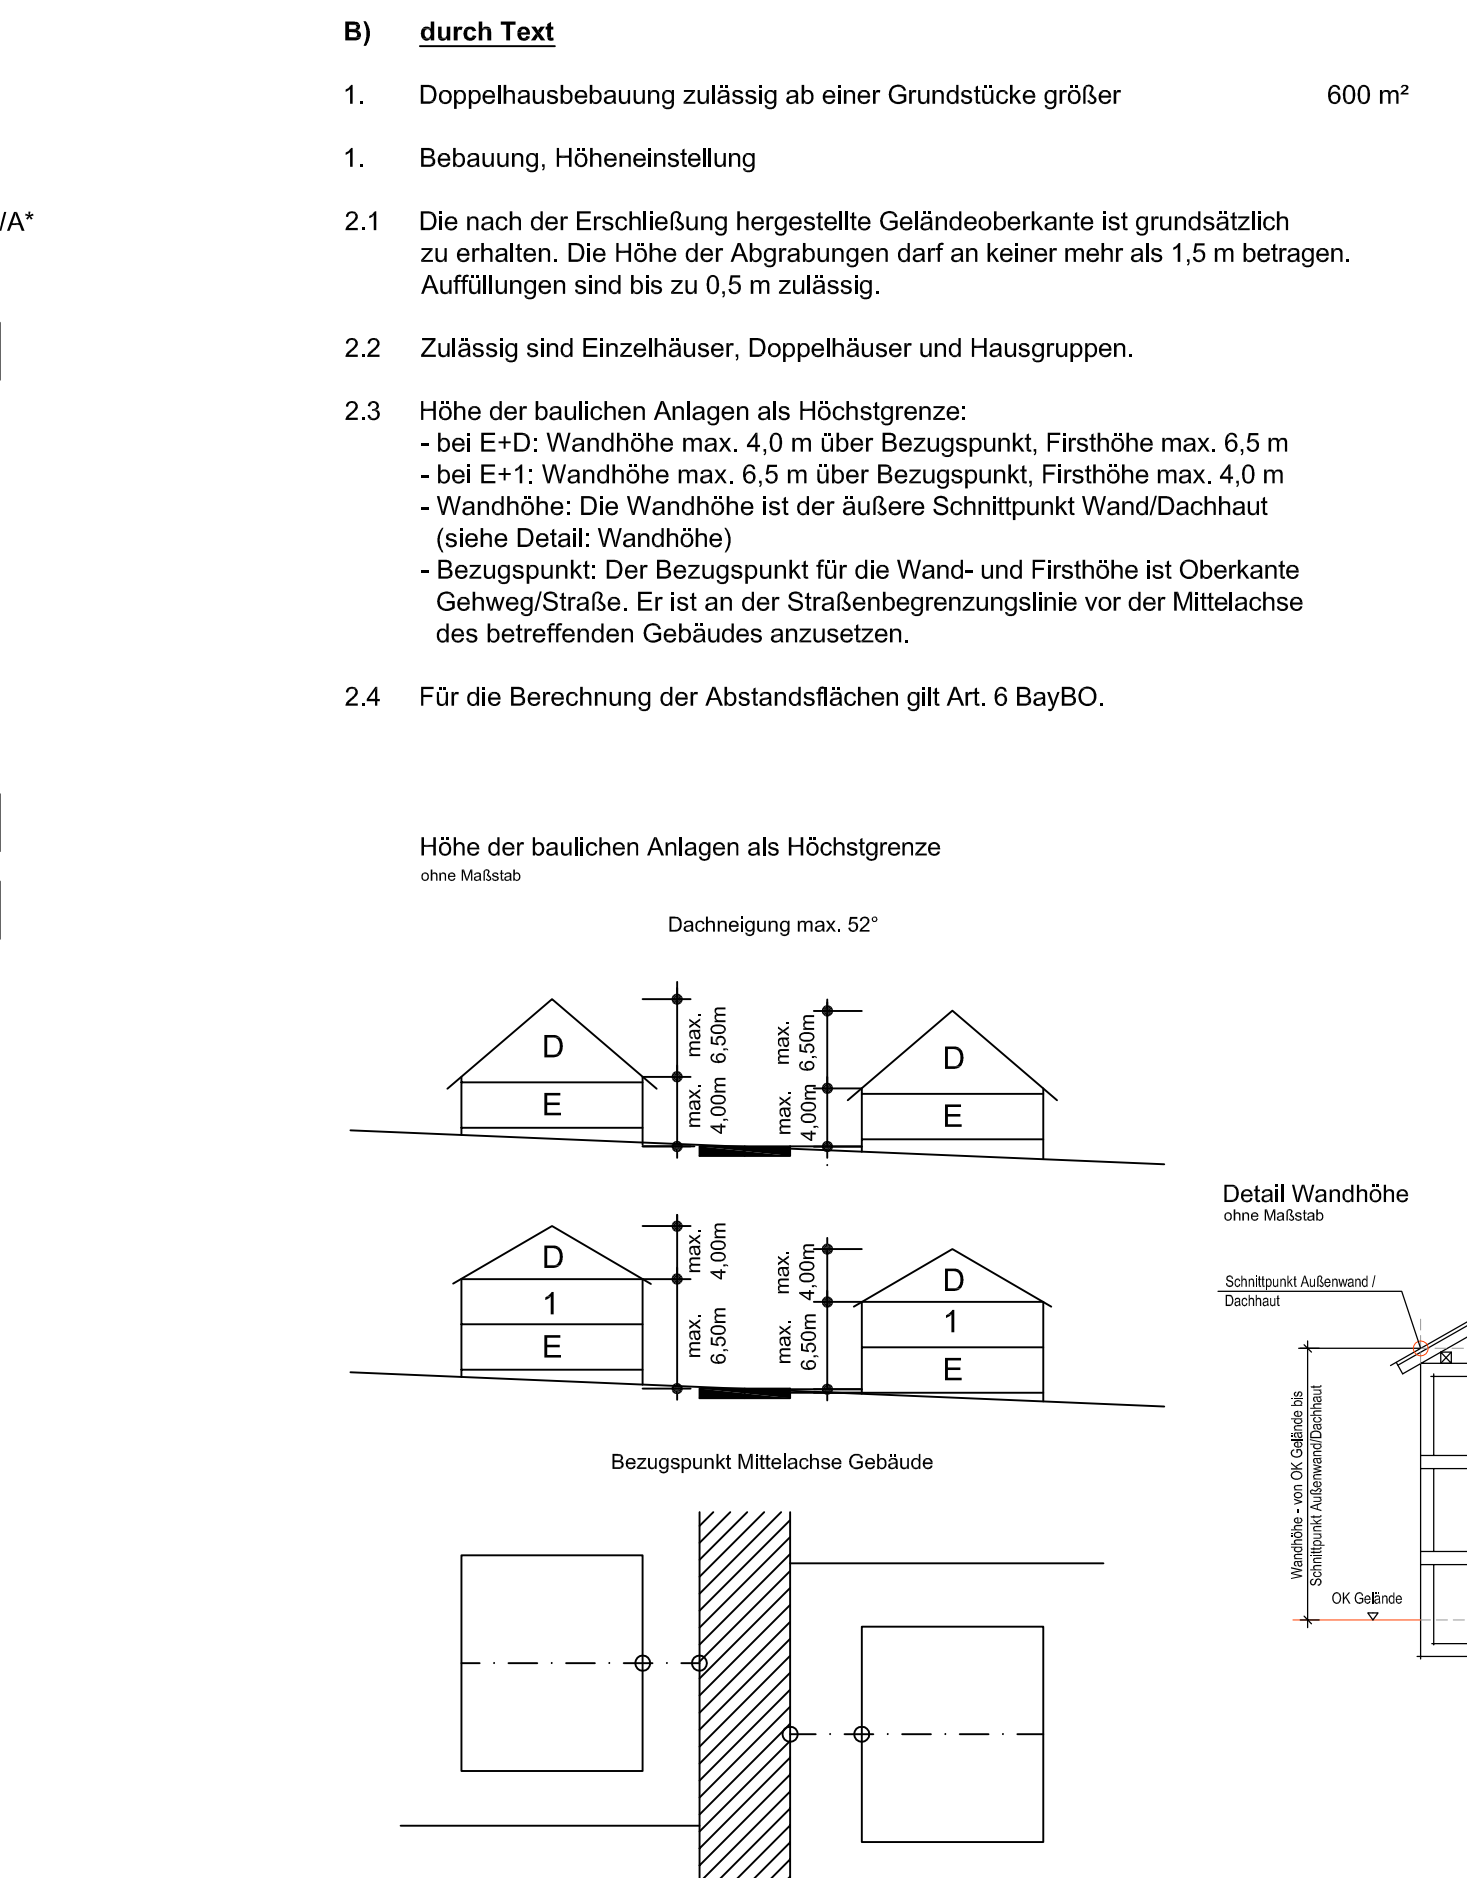 B) durch Text
1. Doppelhausbebauung zulässig ab einer Grundstücke größer 600 m²
1. Bebauung, Höheneinstellung
/A*
2.1 Die nach der Erschließung hergestellte Geländeoberkante ist grundsätzlich
zu erhalten. Die Höhe der Abgrabungen darf an keiner mehr als 1,5 m betragen.
Auffüllungen sind bis zu 0,5 m zulässig.
2.2 Zulässig sind Einzelhäuser, Doppelhäuser und Hausgruppen.
2.3 Höhe der baulichen Anlagen als Höchstgrenze:
- bei E+D: Wandhöhe max. 4,0 m über Bezugspunkt, Firsthöhe max. 6,5 m
- bei E+1: Wandhöhe max. 6,5 m über Bezugspunkt, Firsthöhe max. 4,0 m
- Wandhöhe: Die Wandhöhe ist der äußere Schnittpunkt Wand/Dachhaut
(siehe Detail: Wandhöhe)
- Bezugspunkt: Der Bezugspunkt für die Wand- und Firsthöhe ist Oberkante
Gehweg/Straße. Er ist an der Straßenbegrenzungslinie vor der Mittelachse
des betreffenden Gebäudes anzusetzen.
2.4 Für die Berechnung der Abstandsflächen gilt Art. 6 BayBO.
Höhe der baulichen Anlagen als Höchstgrenze
ohne Maßstab
Dachneigung max. 52°
D
E
max.
6,50m
max.
4,00m
max.
6,50m
max.
4,00m
D
E
D
1
E
max.
4,00m
max.
6,50m
max.
4,00m
max.
6,50m
D
1
E
Detail Wandhöhe
ohne Maßstab
Schnittpunkt Außenwand /
Dachhaut
Wandhöhe - von OK Gelände bis
Schnittpunkt Außenwand/Dachhaut
OK Gelände
Bezugspunkt Mittelachse Gebäude